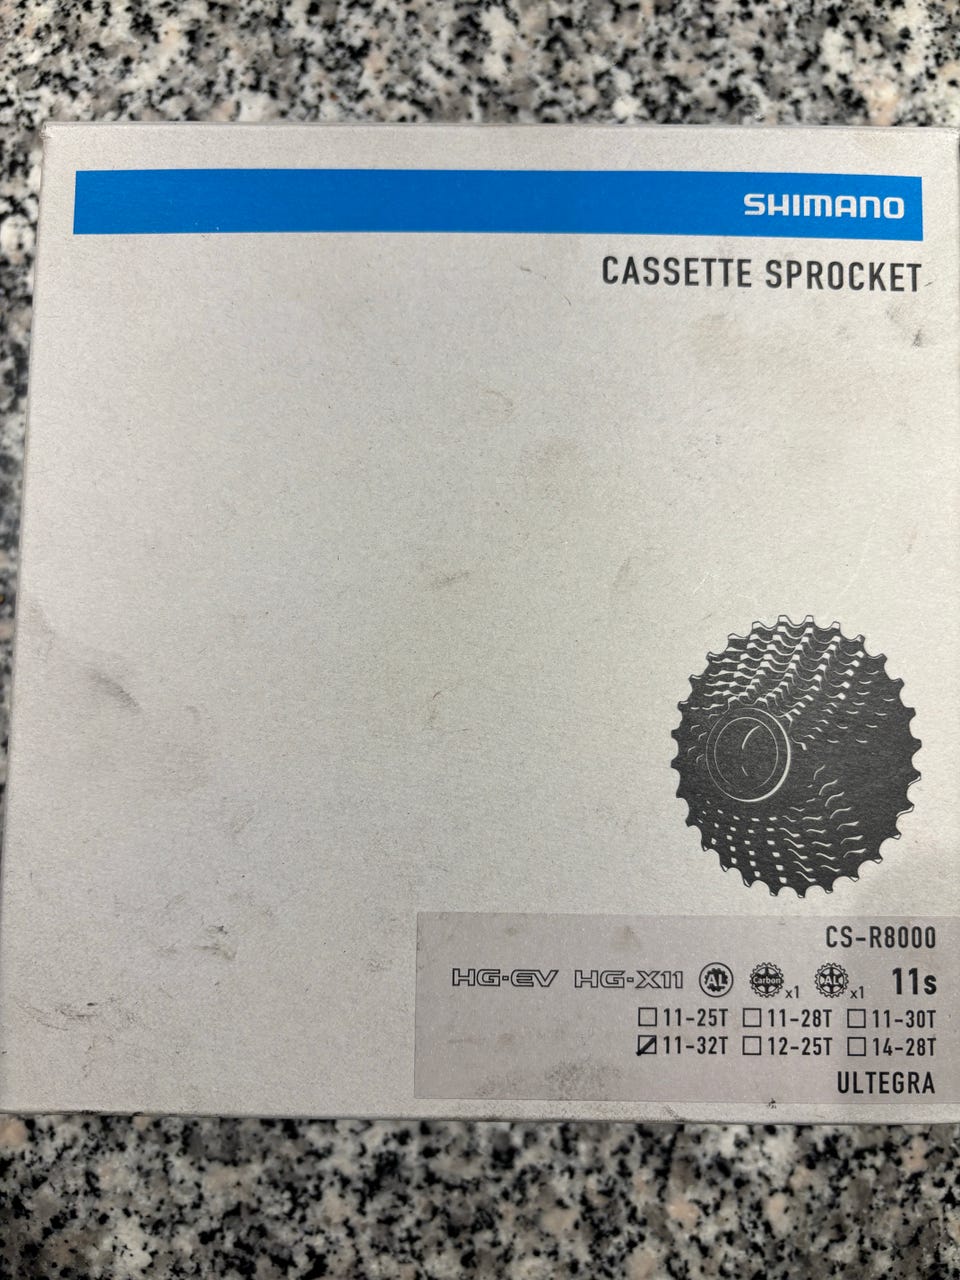 SHIMANO
CASSETTE SPROCKET
CS-R8000
HG-EV HG-X11 AL Carbon x1 AL x1 11s
☐ 11-25T ☐ 11-28T ☐ 11-30T
☑ 11-32T ☐ 12-25T ☐ 14-28T
ULTEGRA